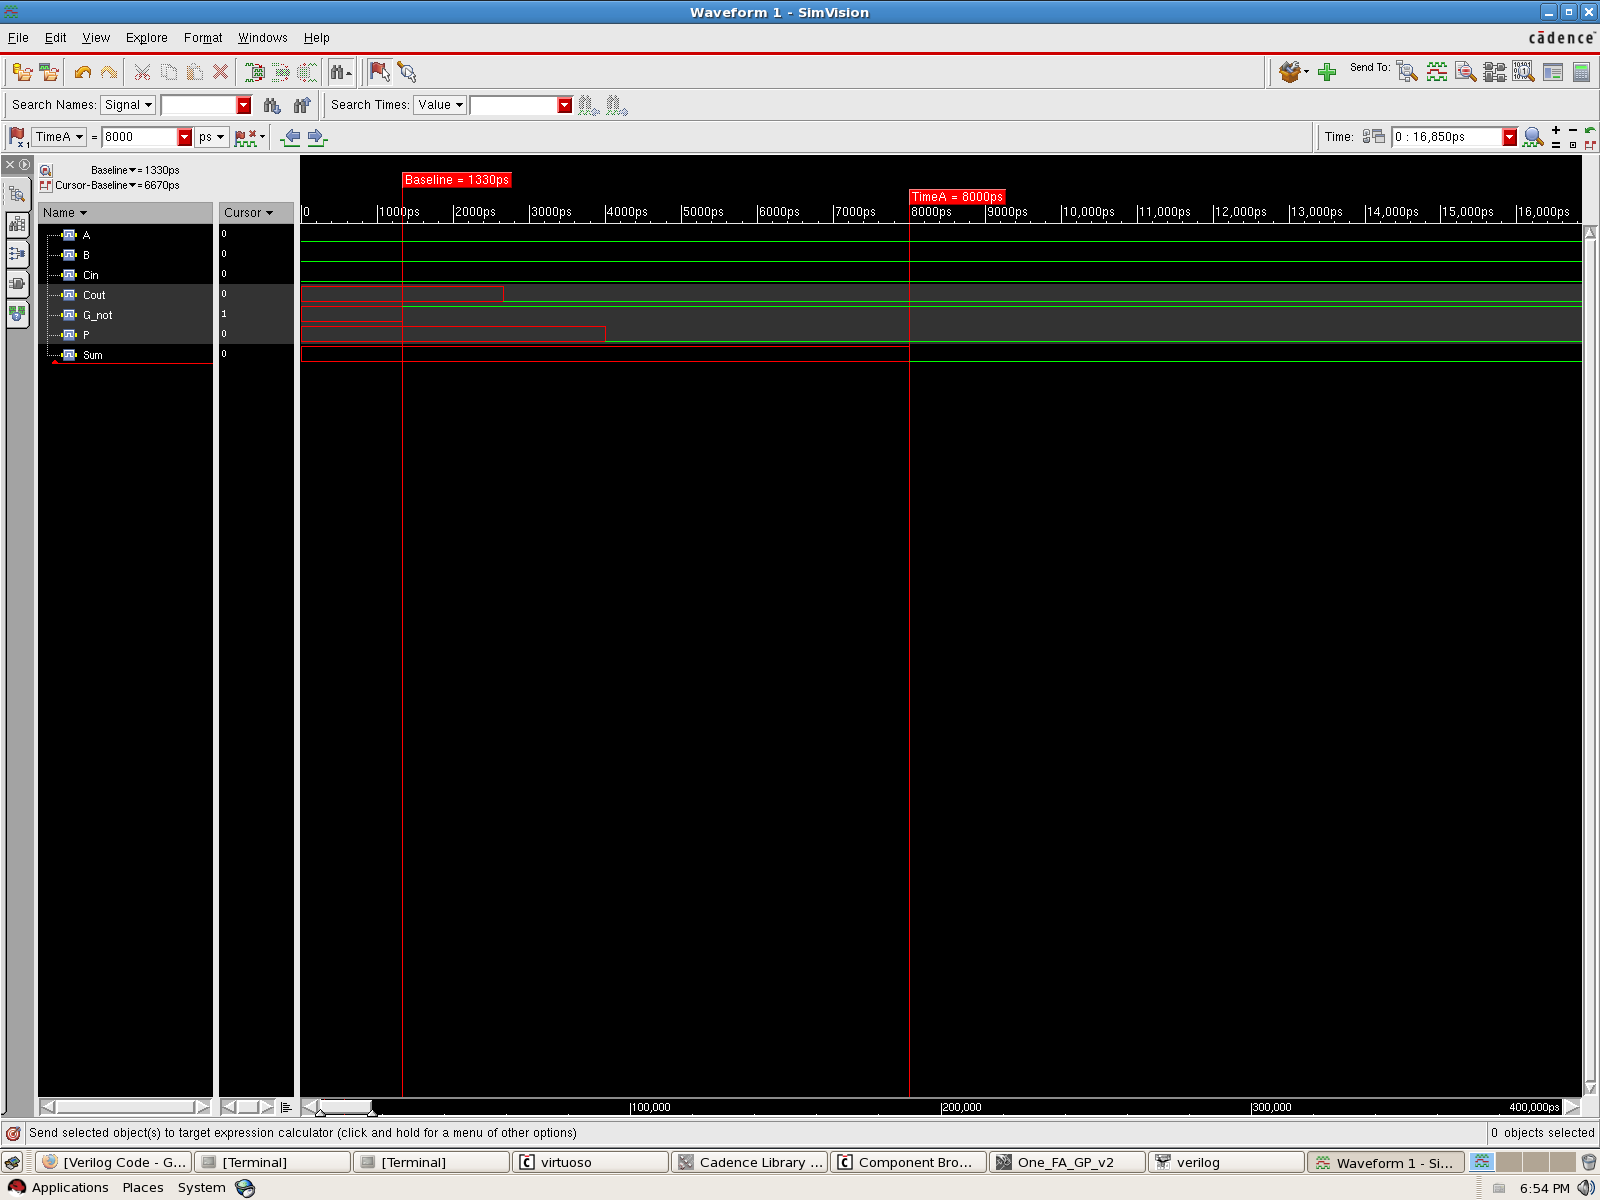 Waveform 1 - SimVision
File Edit View Explore Format Windows Help
cādence
Send To:
Search Names: Signal Search Times: Value
TimeA = 8000 ps Time: 0 : 16,850ps
Baseline = 1330ps
Cursor-Baseline = 6670ps
Baseline = 1330ps
TimeA = 8000ps
Name Cursor
0 1000ps 2000ps 3000ps 4000ps 5000ps 6000ps 7000ps 8000ps 9000ps 10,000ps 11,000ps 12,000ps 13,000ps 14,000ps 15,000ps 16,000ps
A 0
B 0
Cin 0
Cout 0
G_not 1
P 0
Sum 0
100,000 200,000 300,000 400,000ps
Send selected object(s) to target expression calculator (click and hold for a menu of other options) 0 objects selected
[Verilog Code - G... [Terminal] [Terminal] virtuoso Cadence Library ... Component Bro... One_FA_GP_v2 verilog Waveform 1 - Si...
Applications Places System 6:54 PM